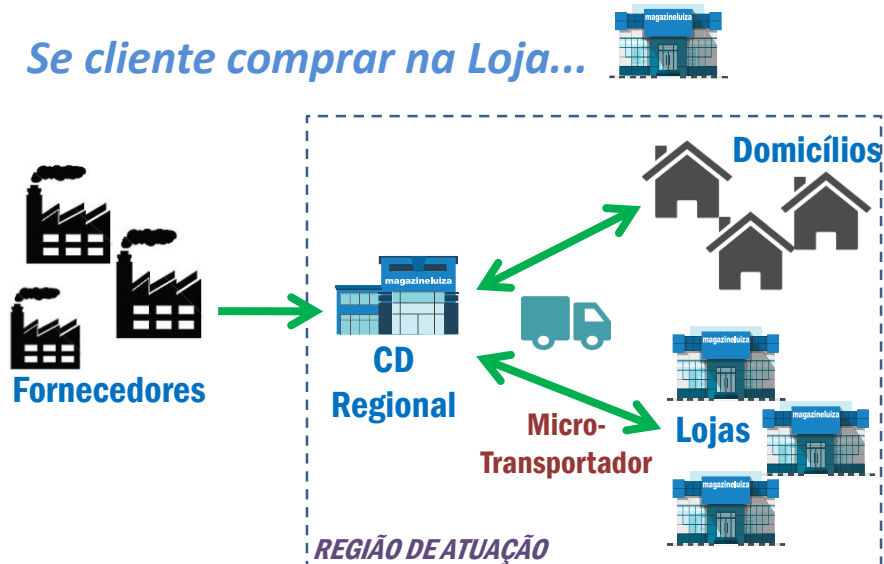 magazineluiza
Se cliente comprar na Loja...
Domicílios
magazineluiza
CD
Regional
Fornecedores
magazineluiza
Lojas
magazineluiza
Micro-
Transportador
magazineluiza
REGIÃO DE ATUAÇÃO